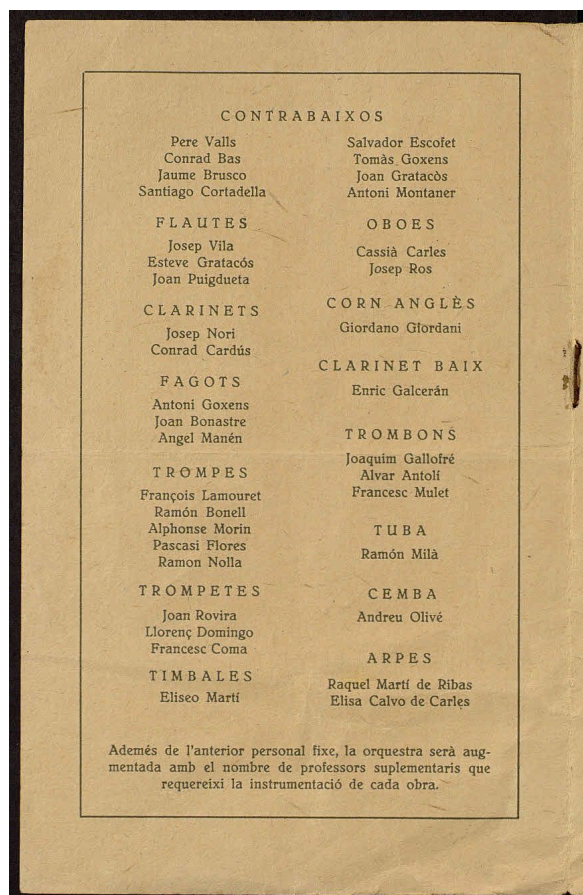 CONTRABAIXOS
Pere Valls
Conrad Bas
Jaume Brusco
Santiago Cortadella
Salvador Escofet
Tomàs Goxens
Joan Gratacòs
Antoni Montaner
FLAUTES
Josep Vila
Esteve Gratacós
Joan Puigdueta
CLARINETS
Josep Nori
Conrad Cardús
FAGOTS
Antoni Goxens
Joan Bonastre
Angel Manén
TROMPES
François Lamouret
Ramón Bonell
Alphonse Morin
Pascasi Flores
Ramon Nolla
TROMPETES
Joan Rovira
Llorenç Domingo
Francesc Coma
TIMBALES
Eliseo Martí
OBOES
Cassià Carles
Josep Ros
CORN ANGLÈS
Giordano Giordani
CLARINET BAIX
Enric Galcerán
TROMBONS
Joaquim Gallofré
Alvar Antolí
Francesc Mulet
TUBA
Ramón Milà
CEMBA
Andreu Olivé
ARPES
Raquel Martí de Ribas
Elisa Calvo de Carles
Ademés de l'anterior personal fixe, la orquestra serà aug-
mentada amb el nombre de professors suplementaris que
requereixi la instrumentació de cada obra.